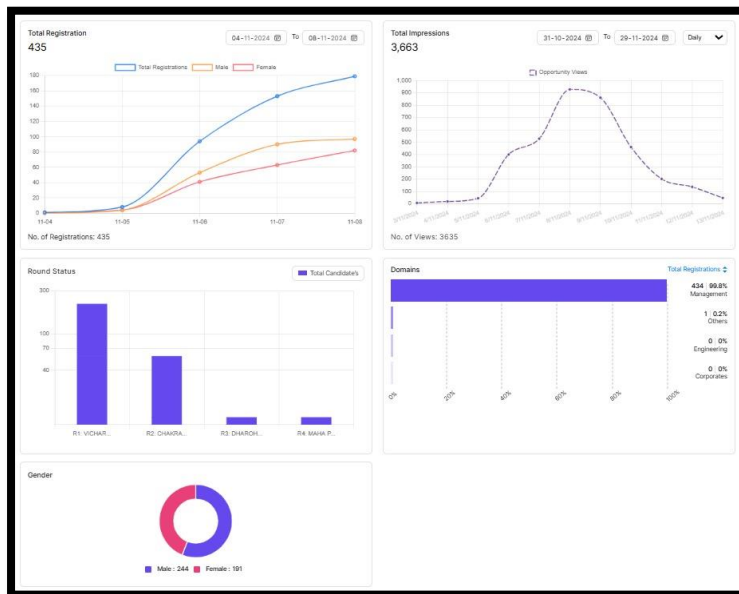 Total Registration
435
04-11-2024 To 08-11-2024
Total Registrations Male Female
180
160
140
120
100
80
60
40
20
0
11-04 11-05 11-06 11-07 11-08
No. of Registrations: 435
Total Impressions
3,663
31-10-2024 To 29-11-2024 Daily
Opportunity Views
1,000
900
800
700
600
500
400
300
200
100
0
No. of Views: 3635
Round Status
Total Candidate's
300
100
70
40
R1: VICHAR... R2: CHAKRA... R3: DHAROH... R4: MAHA P...
Domains
Total Registrations
434 99.8%
Management
1 0.2%
Others
0 0%
Engineering
0 0%
Corporates
0% 20% 40% 60% 80% 100%
Gender
Male : 244 Female : 191